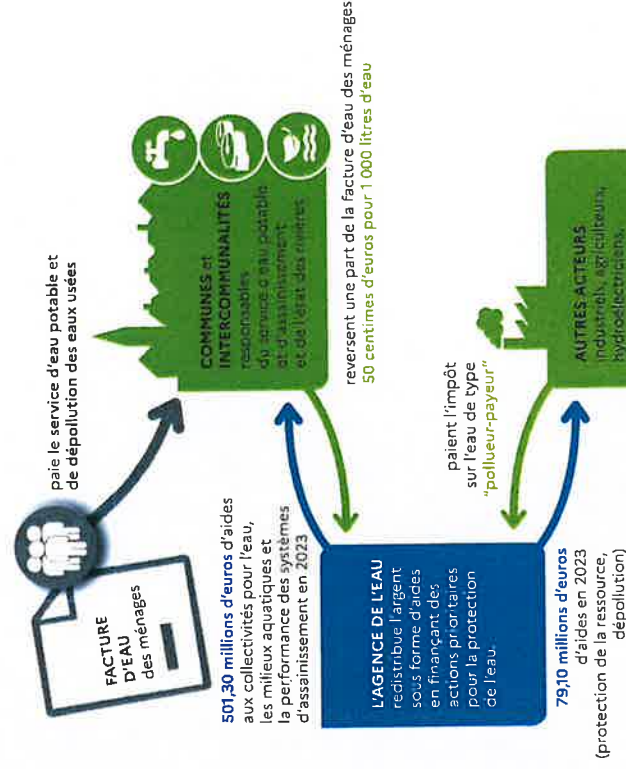 paie le service d'eau potable et
de dépollution des eaux usées
FACTURE
D'EAU
des ménages
COMMUNES et
INTERCOMMUNALITÉS
responsables
du service d'eau potable
et d'assainissement
et de l'état des rivières
501,30 millions d'euros d'aides
aux collectivités pour l'eau,
les milieux aquatiques et
la performance des systèmes
d'assainissement en 2023
reversent une part de la facture d'eau des ménages
50 centimes d'euros pour 1 000 litres d'eau
L'AGENCE DE L'EAU
redistribue l'argent
sous forme d'aides
en finançant des
actions prioritaires
pour la protection
de l'eau.
paient l'impôt
sur l'eau de type
"pollueur-payeur"
AUTRES ACTEURS
industriels, agriculteurs,
hydroélectriciens,
79,10 millions d'euros
d'aides en 2023
(protection de la ressource,
dépollution)